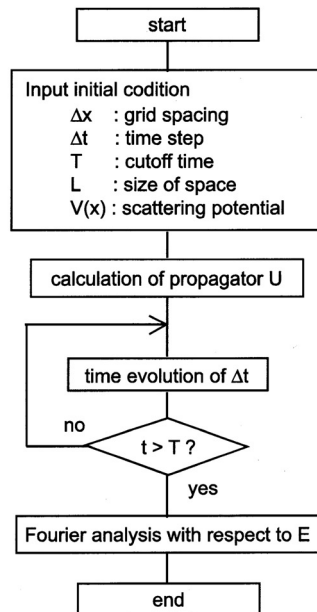 start
Input initial codition
Δx : grid spacing
Δt : time step
T : cutoff time
L : size of space
V(x) : scattering potential
calculation of propagator U
time evolution of Δt
no
t > T ?
yes
Fourier analysis with respect to E
end